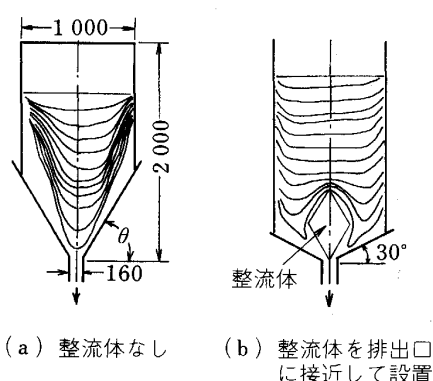 1 000
2 000
θ
160
30°
整流体
(a) 整流体なし
(b) 整流体を排出口
に接近して設置